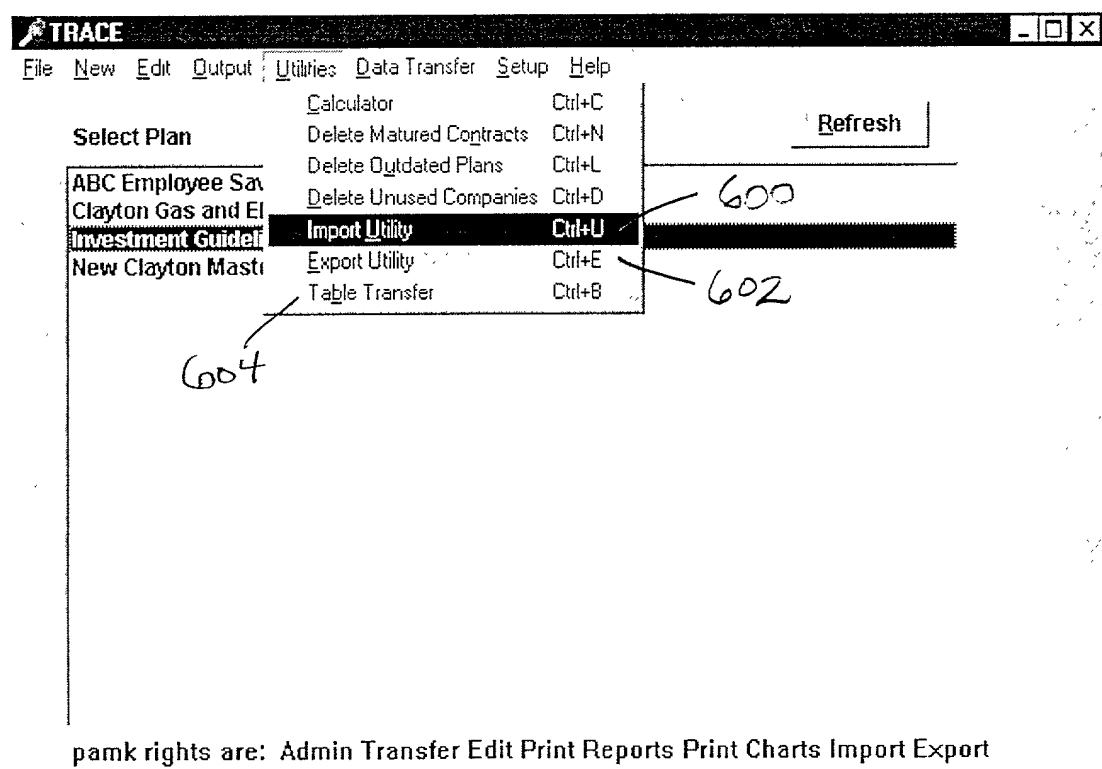 TRACE
File New Edit Output Utilities Data Transfer Setup Help
Calculator Ctrl+C
Select Plan
Refresh
Delete Matured Contracts Ctrl+N
Delete Outdated Plans Ctrl+L
ABC Employee Sav
Delete Unused Companies Ctrl+D
600
Clayton Gas and El
Import Utility Ctrl+U
Investment Guideli
Export Utility Ctrl+E
New Clayton Mast
Table Transfer Ctrl+B
602
604
pamk rights are: Admin Transfer Edit Print Reports Print Charts Import Export